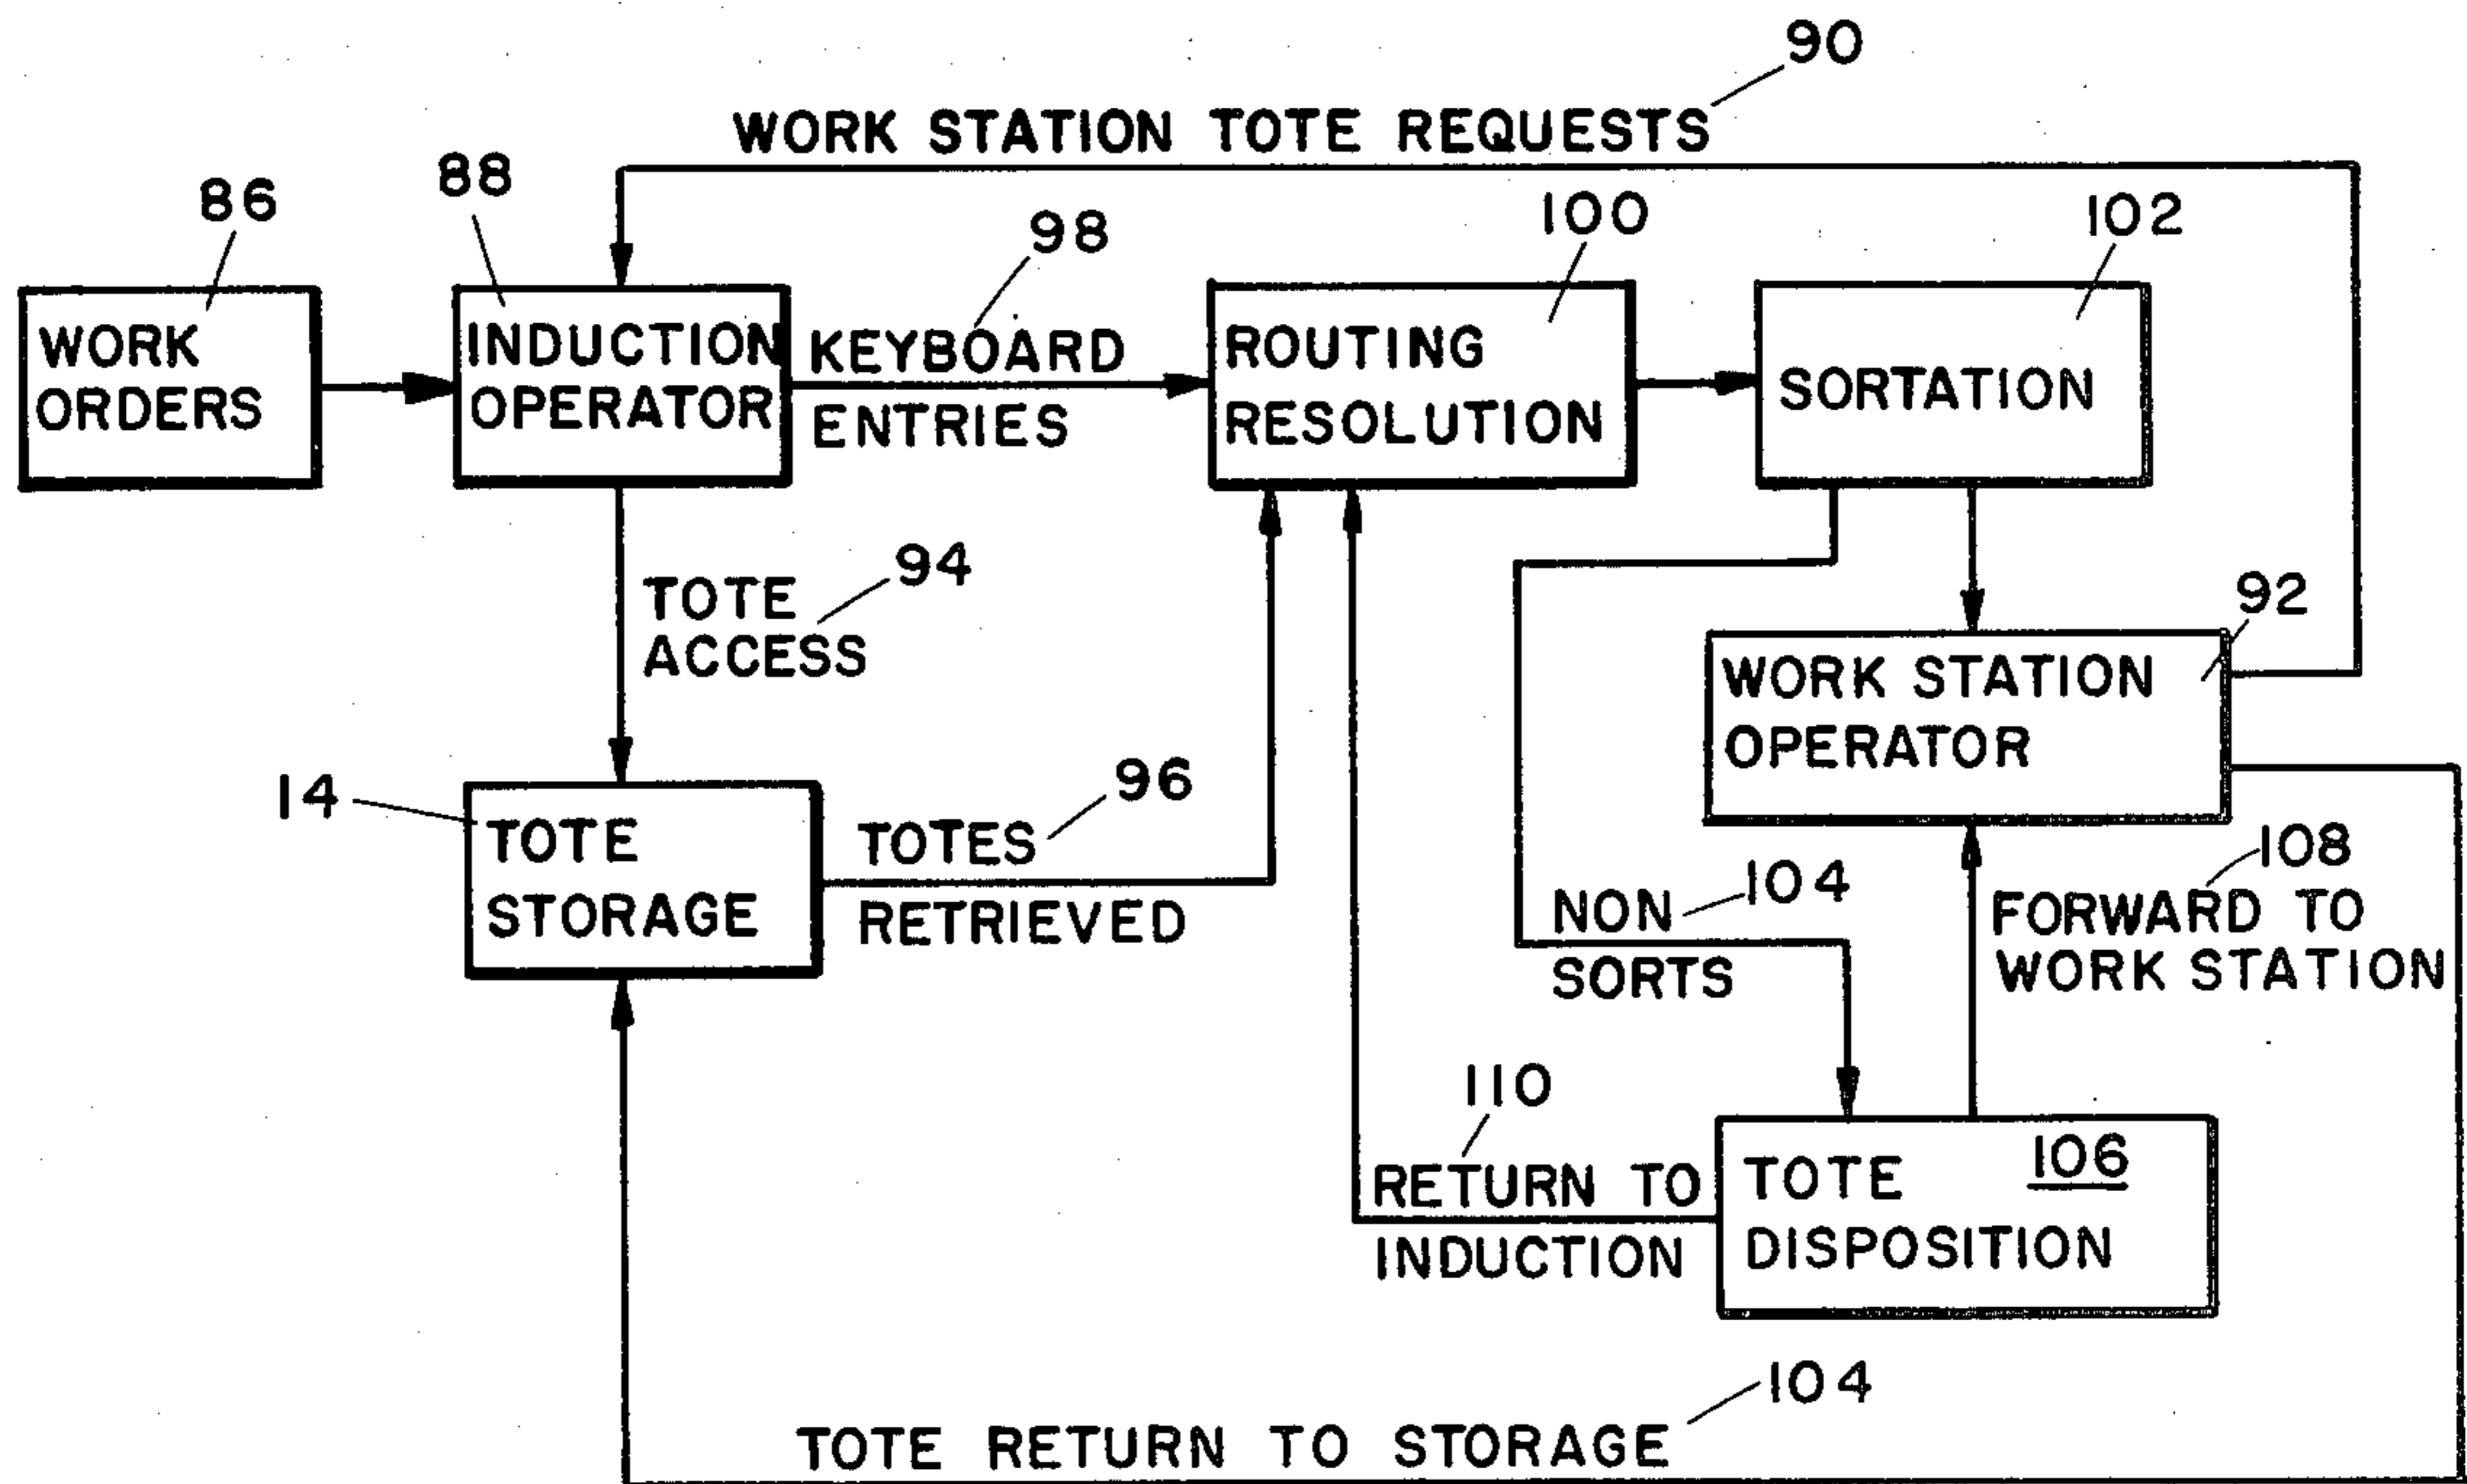 90
WORK STATION TOTE REQUESTS
86
88
98
100
102
WORK
ORDERS
INDUCTION
OPERATOR
KEYBOARD
ENTRIES
ROUTING
RESOLUTION
SORTATION
94
TOTE
ACCESS
92
WORK STATION
OPERATOR
14
TOTE
STORAGE
96
TOTES
RETRIEVED
104
NON
SORTS
108
FORWARD TO
WORK STATION
110
RETURN TO
INDUCTION
106
TOTE
DISPOSITION
104
TOTE RETURN TO STORAGE